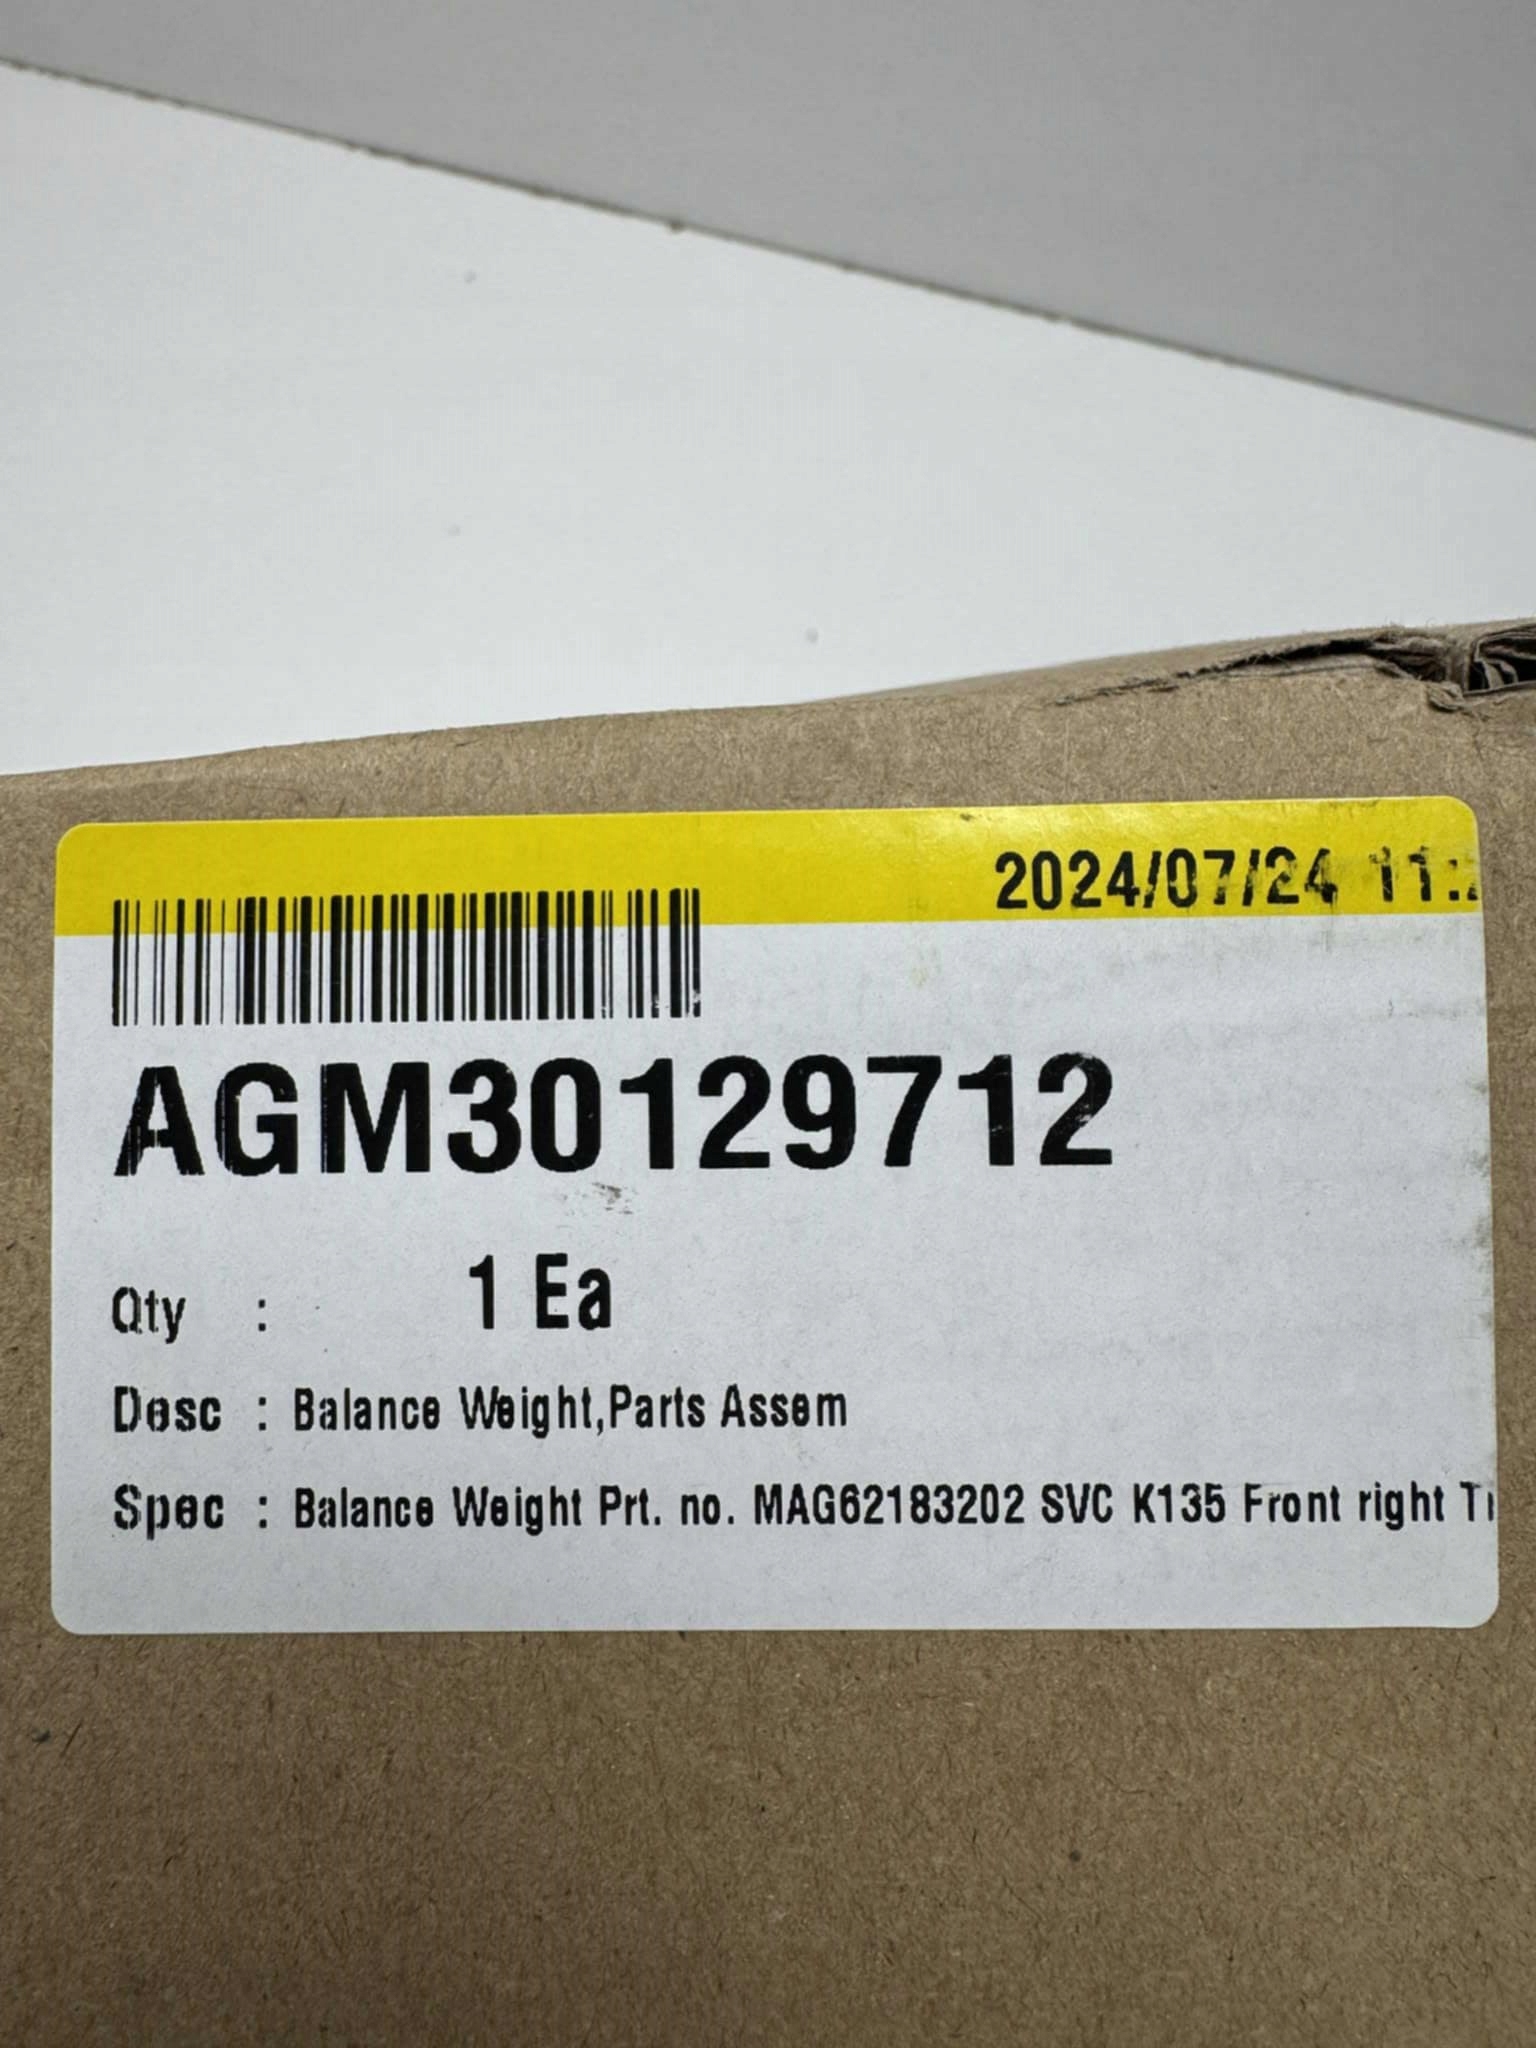 2024/07/24 11:
AGM30129712
Qty : 1 Ea
Desc : Balance Weight,Parts Assem
Spec : Balance Weight Prt. no. MAG62183202 SVC K135 Front right